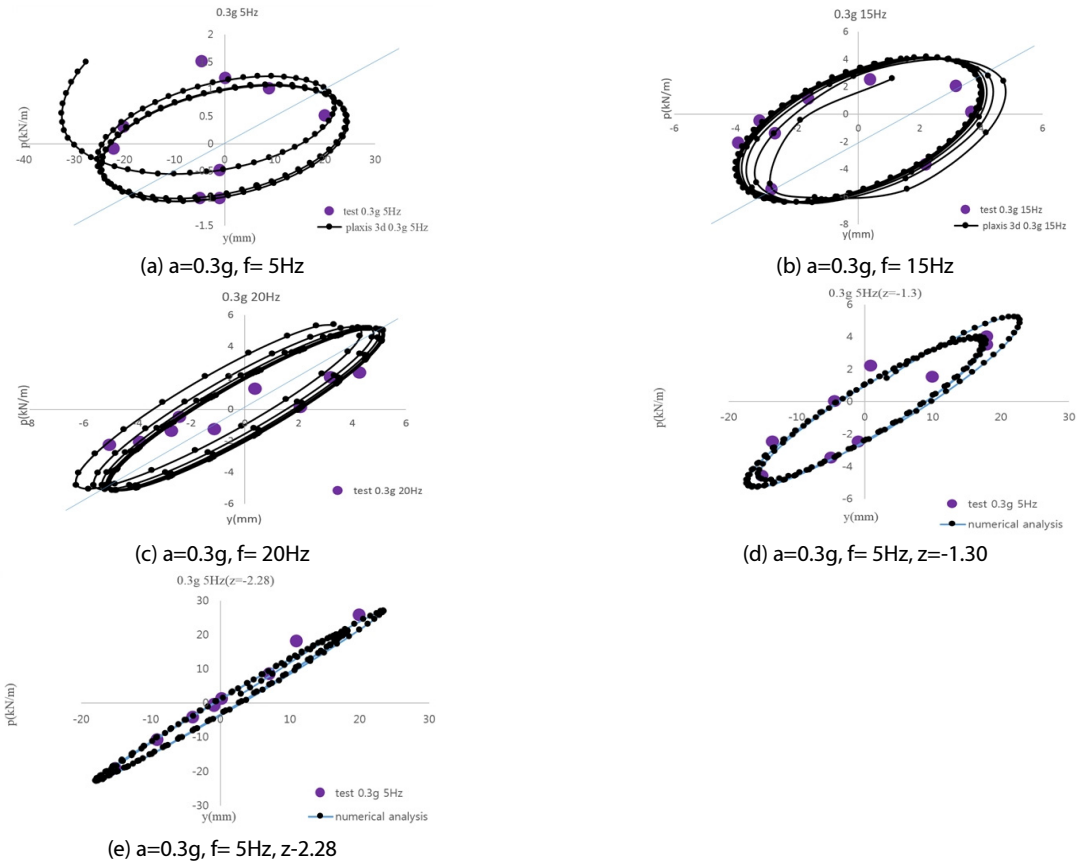 0.3g 5Hz
2
5
0.5
0
-40
-30
-20
-10
0
10
20
30
-0.5
-1.5
p(kN/m)
y(mm)
test 0.3g 5Hz
plaxis 3d 0.3g 5Hz
(a) a=0.3g, f= 5Hz
0.3g 15Hz
6
4
2
0
-6
-4
-2
0
2
4
6
-2
-4
-8
p(kN/m)
y(mm)
test 0.3g 15Hz
plaxis 3d 0.3g 15Hz
(b) a=0.3g, f= 15Hz
0.3g 20Hz
6
4
2
0
-8
-6
-4
-2
0
2
4
6
-2
-4
-6
p(kN/m)
y(mm)
test 0.3g 20Hz
(c) a=0.3g, f= 20Hz
0.3g 5Hz(z=-1.3)
6
4
2
0
-20
-10
0
10
20
30
-2
-4
-6
p(kN/m)
y(mm)
test 0.3g 5Hz
numerical analysis
(d) a=0.3g, f= 5Hz, z=-1.30
0.3g 5Hz(z=-2.28)
30
20
10
0
-20
-10
0
10
20
30
-10
-20
-30
p(kN/m)
y(mm)
test 0.3g 5Hz
numerical analysis
(e) a=0.3g, f= 5Hz, z-2.28